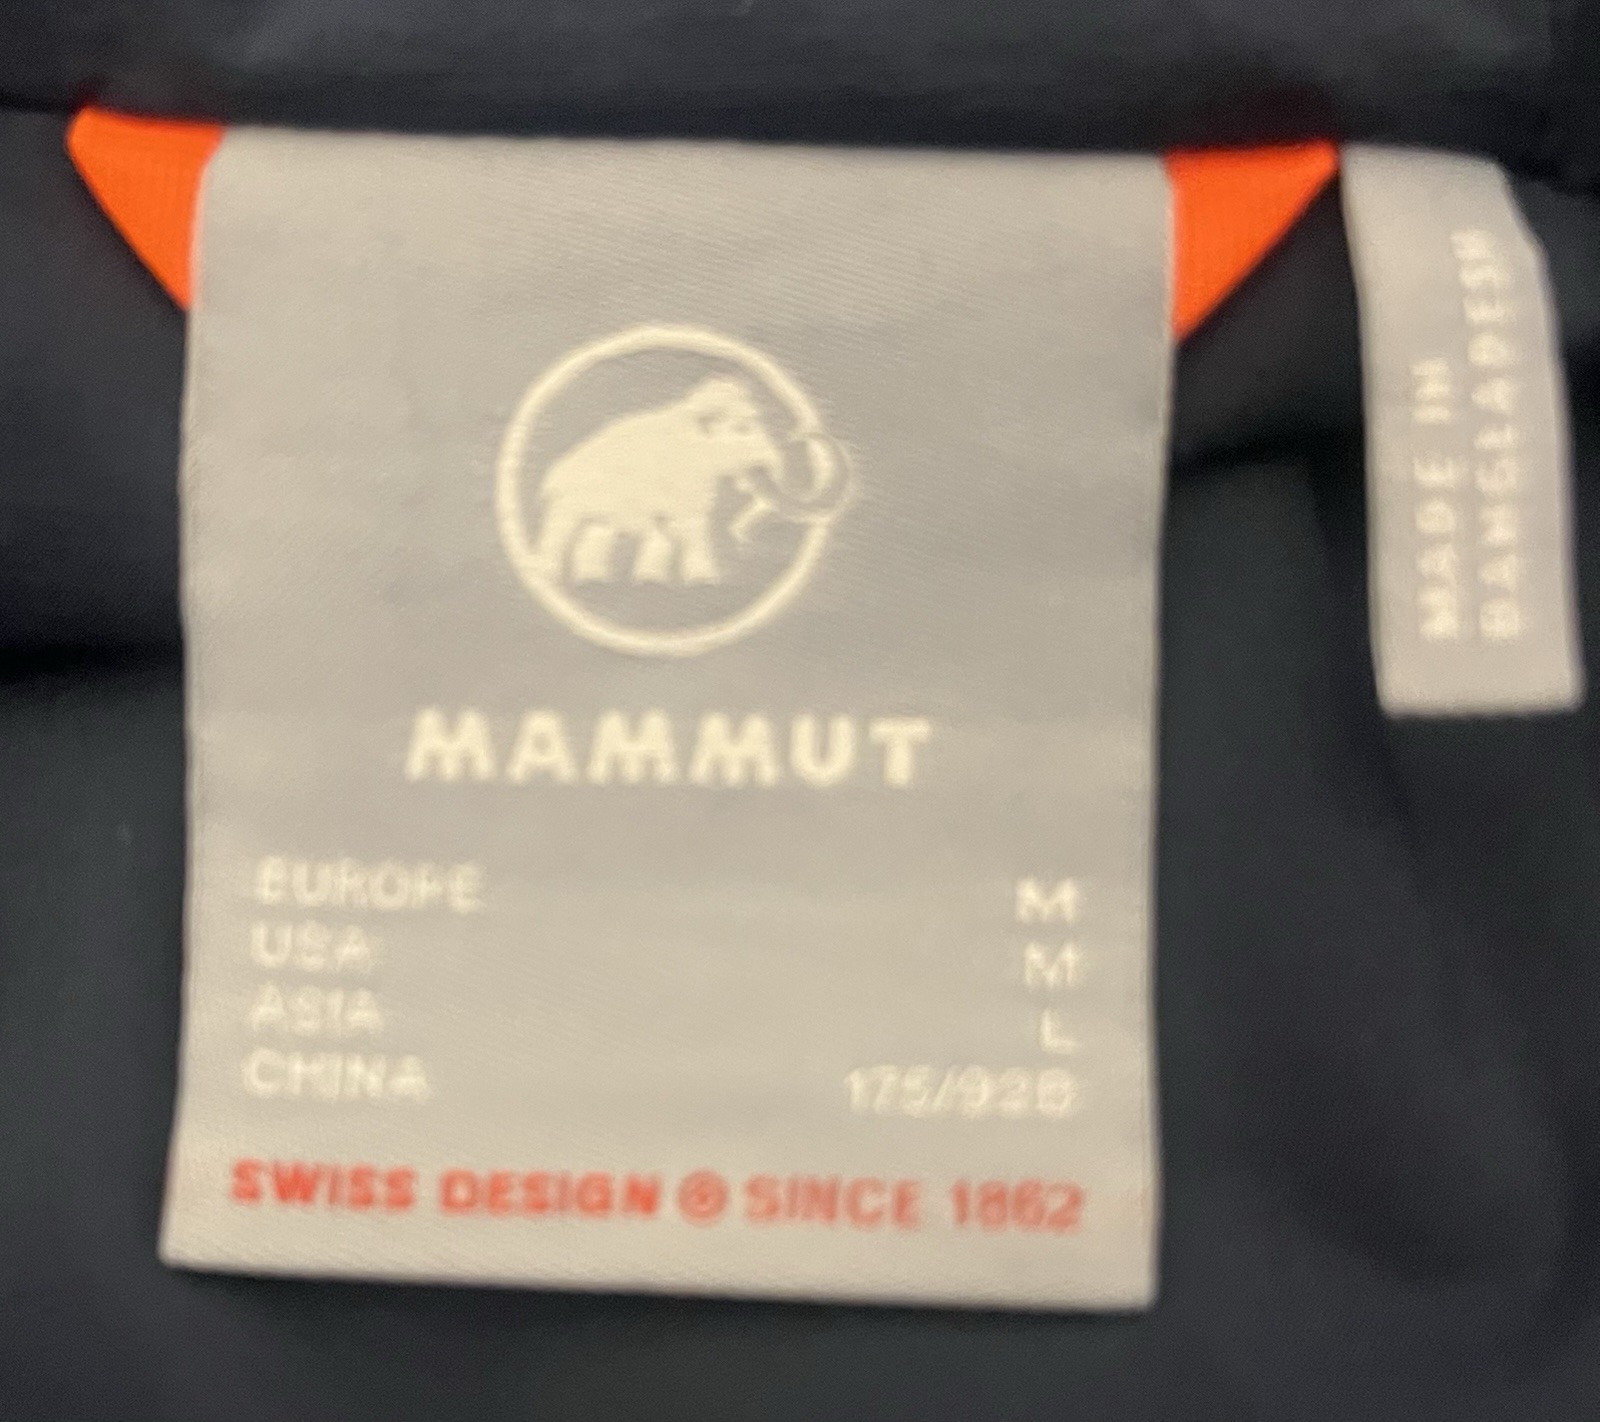 MAMMUT
EUROPE M
USA M
ASIA L
CHINA 175/92B
SWISS DESIGN SINCE 1862
MADE IN
BANGLADESH